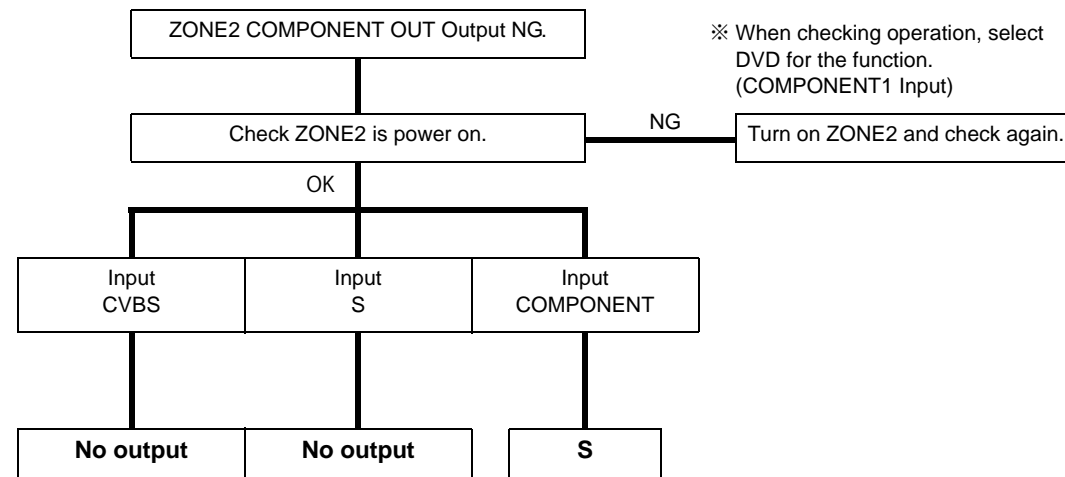 ZONE2 COMPONENT OUT Output NG.
※ When checking operation, select
DVD for the function.
(COMPONENT1 Input)
Check ZONE2 is power on.
NG
Turn on ZONE2 and check again.
OK
Input
CVBS
Input
S
Input
COMPONENT
No output
No output
S